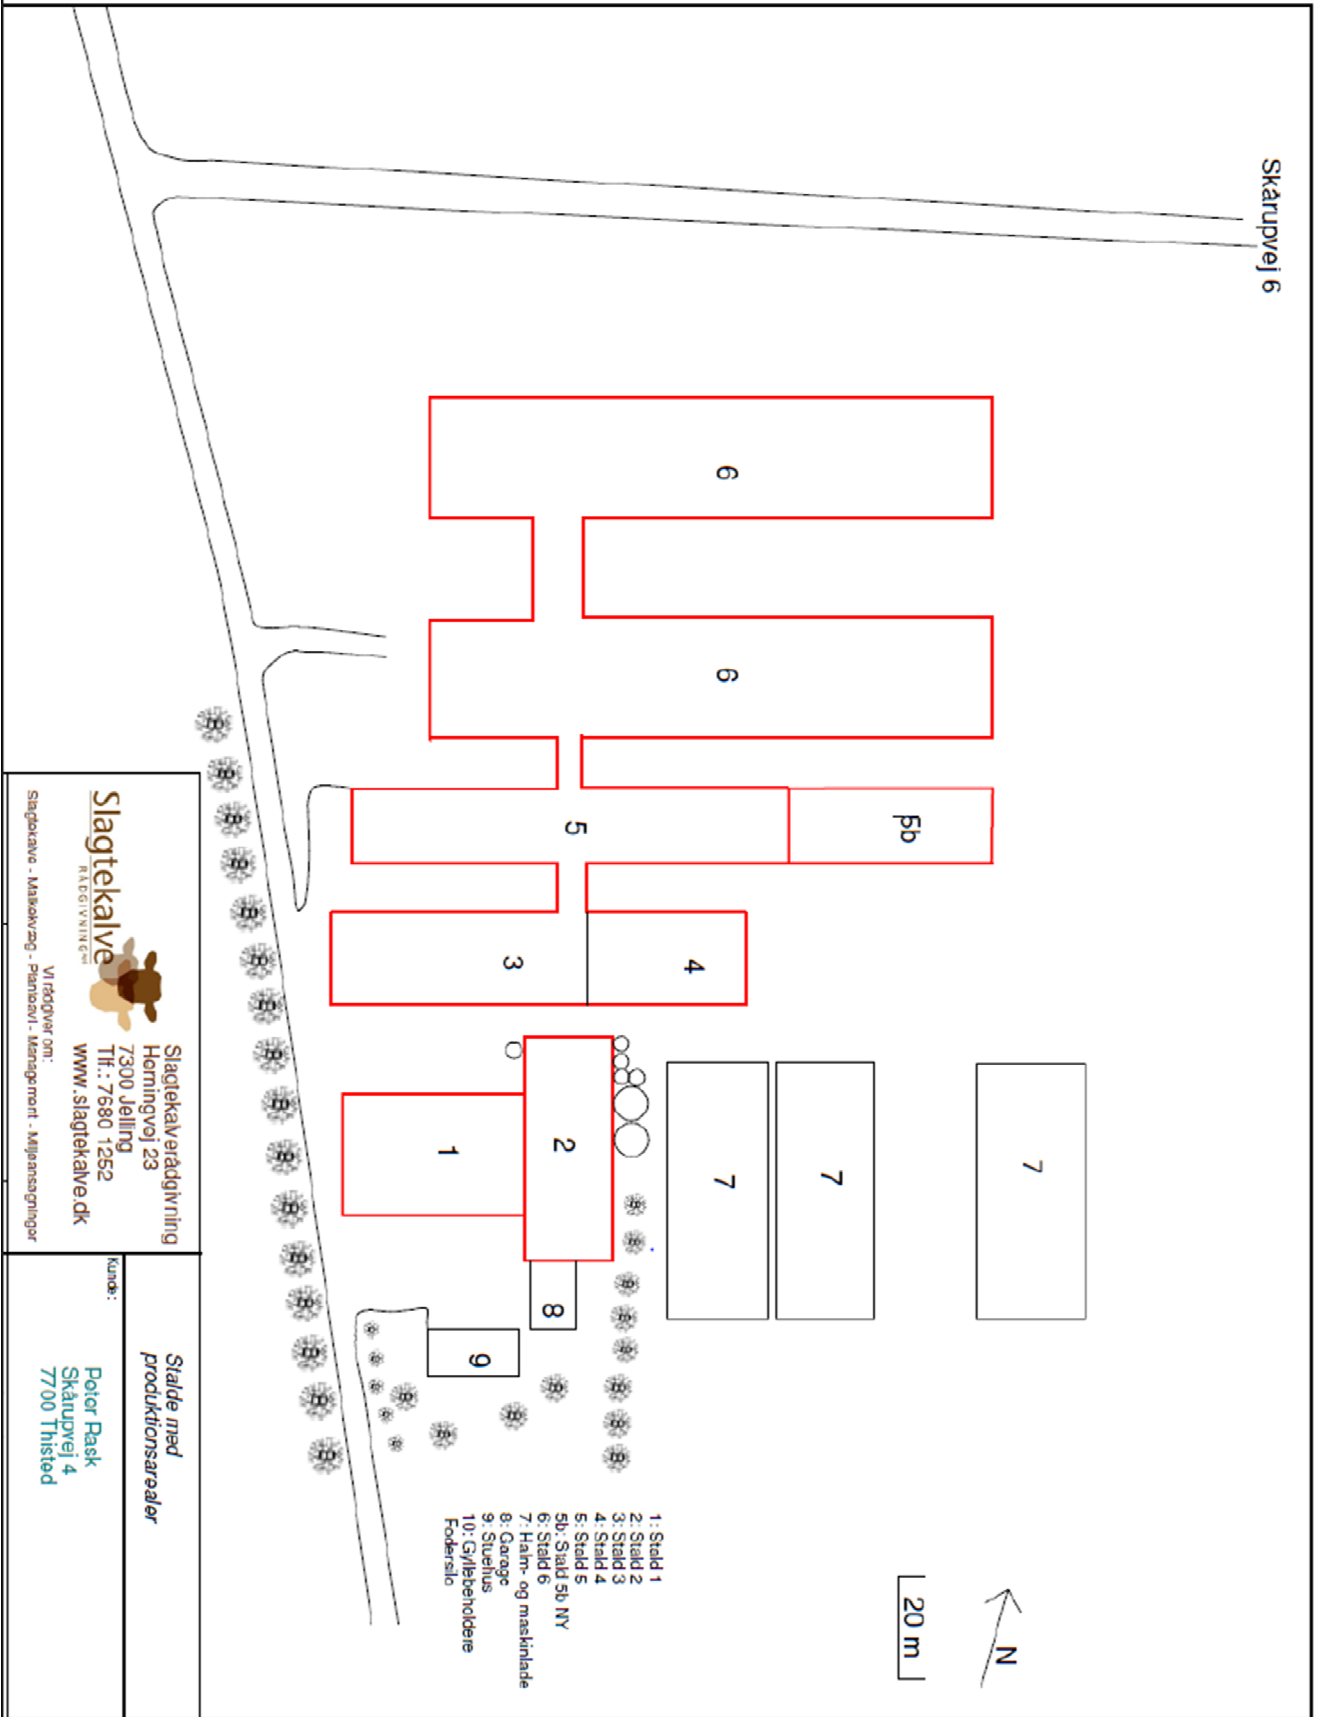 Skårupvej 6
6
6
5
5b
3
4
1
2
7
7
7
8
9
N
20 m
1: Stald 1
2: Stald 2
3: Stald 3
4: Stald 4
5: Stald 5
5b: Stald 5b NY
6: Stald 6
7: Halm- og maskinlade
8: Garage
9: Stuehus
10: Gyllebeholdere
Fodersilo
Slagtekalve
RÅDGIVNING
Slagtekalverådgivning
Horningvej 23
7300 Jelling
Tlf.: 7680 1252
www.slagtekalve.dk
Vi rådgiver om:
Slagtekalve - Malkekvæg - Planteavl - Management - Miljøansøgninger
Stalde med
produktionsarealer
Kunde:
Peter Rask
Skårupvej 4
7700 Thisted